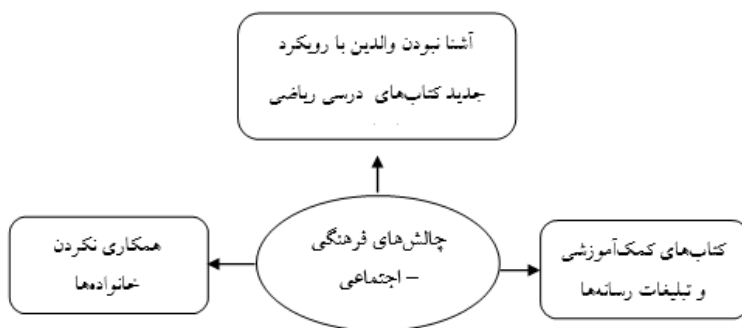 آشنا نبودن والدین با رویکرد
جدید کتاب‌های درسی ریاضی
چالش‌های فرهنگی
– اجتماعی
کتاب‌های کمک‌آموزشی
و تبلیغات رسانه‌ها
همکاری نکردن
خانواده‌ها